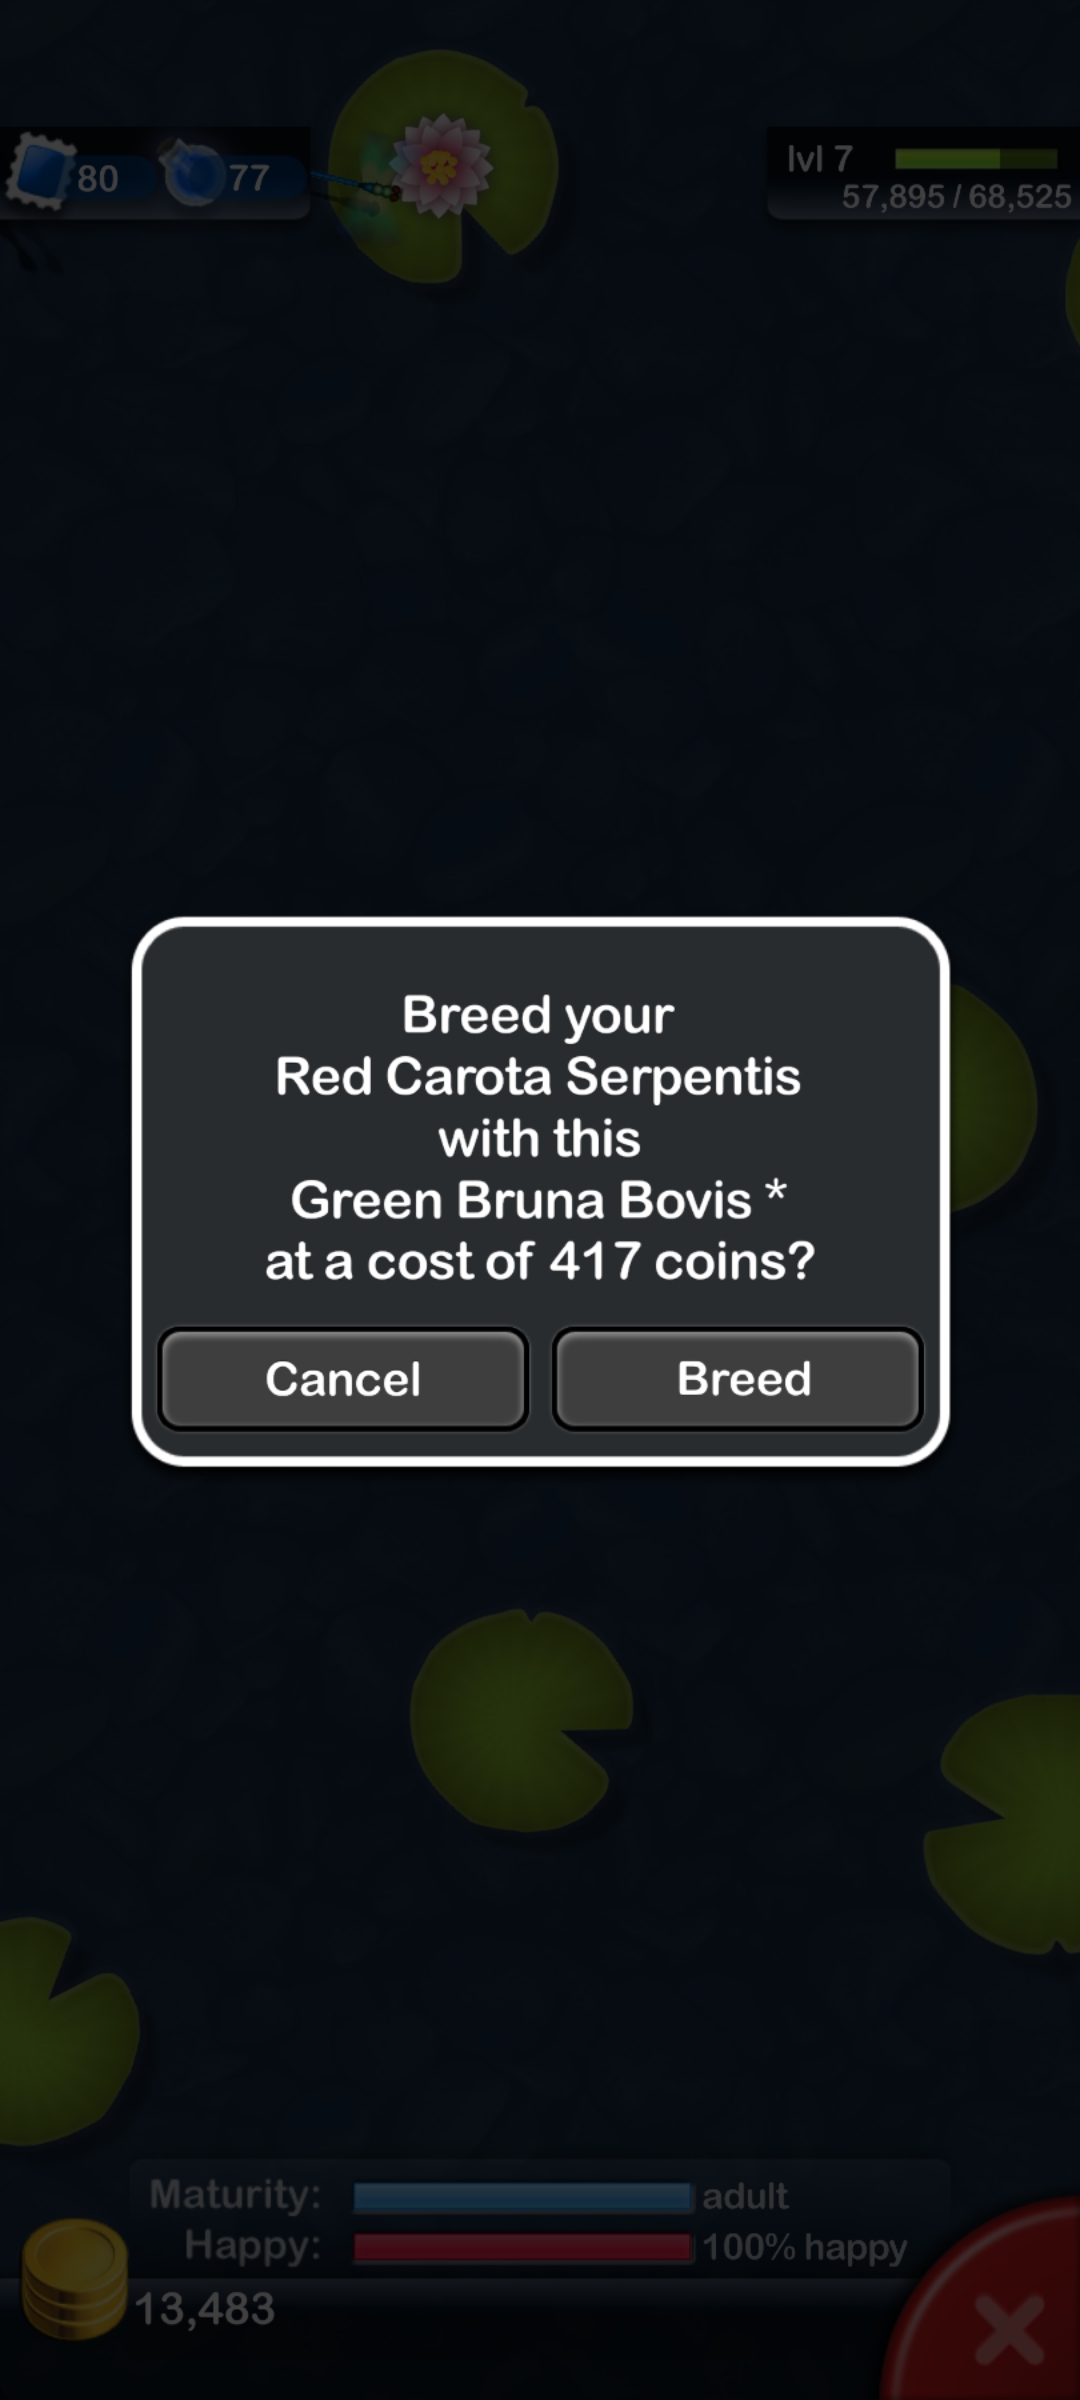 80
77
lvl 7
57,895 / 68,525
Breed your
Red Carota Serpentis
with this
Green Bruna Bovis *
at a cost of 417 coins?
Cancel
Breed
Maturity: adult
Happy: 100% happy
13,483